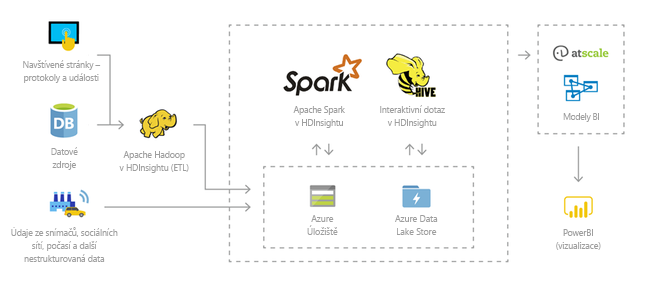 Navštívené stránky –
protokoly a události
DB
Datové
zdroje
Údaje ze snímačů, sociálních
sítí, počasí a další
nestrukturovaná data
Apache Hadoop
v HDInsightu (ETL)
Spark
Apache Spark
v HDInsightu
HIVE
Interaktivní dotaz
v HDInsightu
Azure
Úložiště
Azure Data
Lake Store
atscale
Modely BI
PowerBI
(vizualizace)